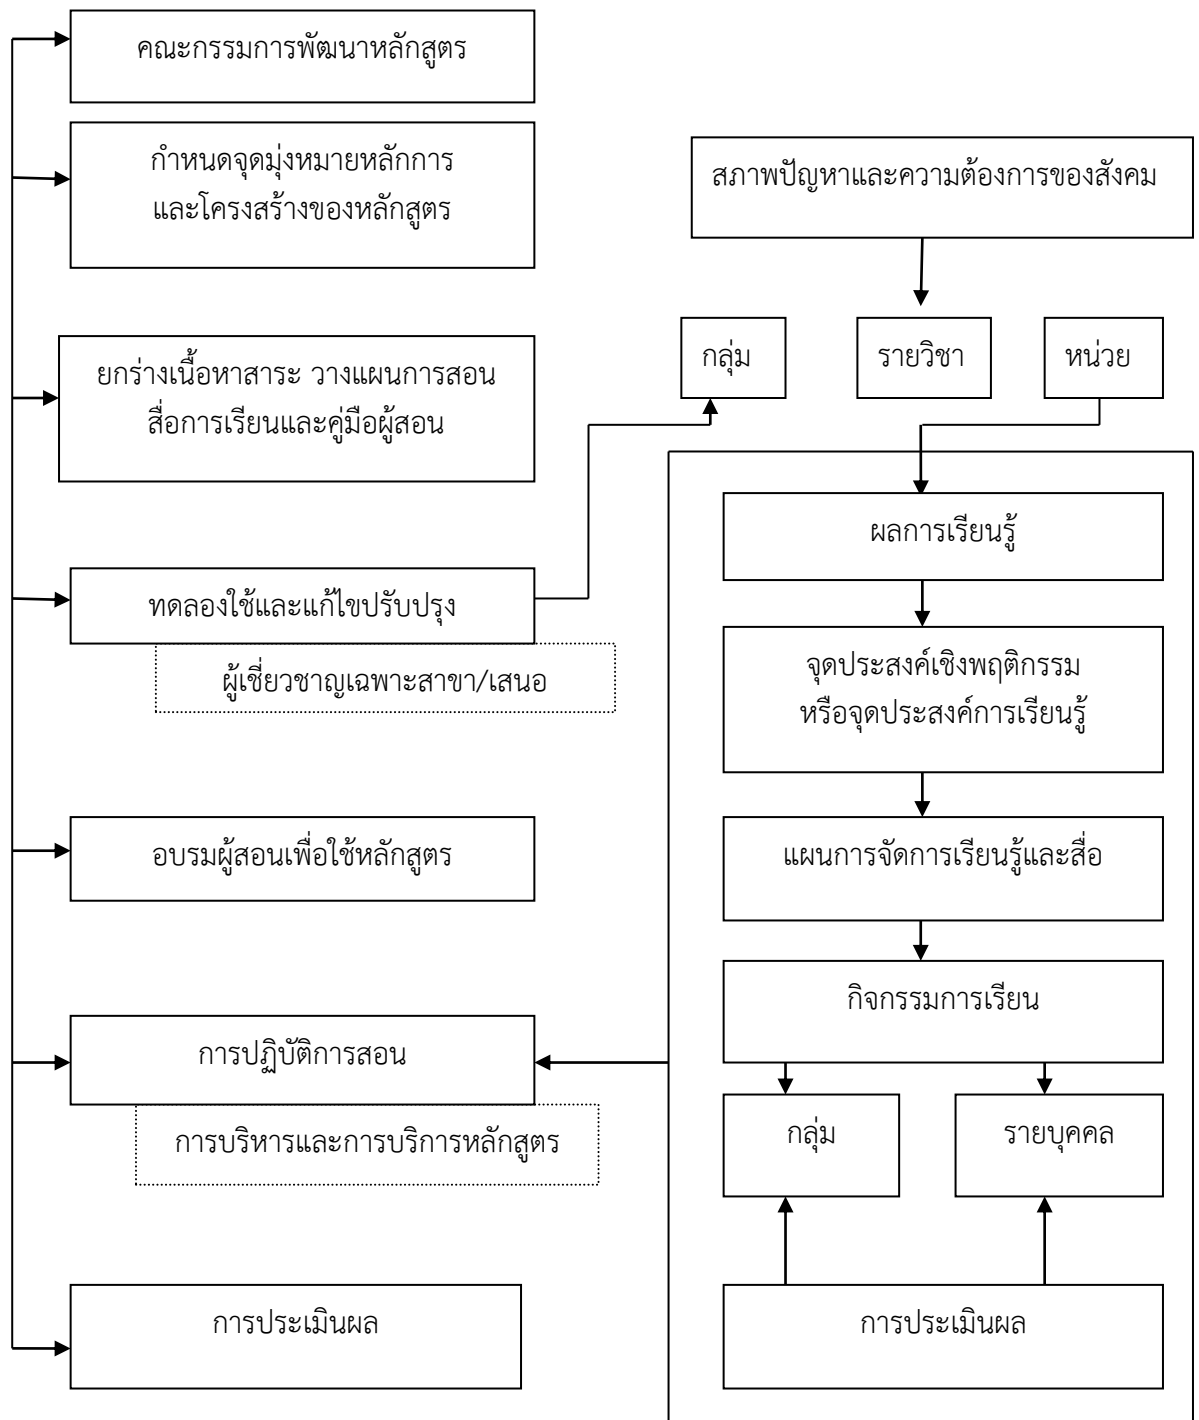 คณะกรรมการพัฒนาหลักสูตร
กำหนดจุดมุ่งหมายหลักการ
และโครงสร้างของหลักสูตร
ยกร่างเนื้อหาสาระ วางแผนการสอน
สื่อการเรียนและคู่มือผู้สอน
ทดลองใช้และแก้ไขปรับปรุง
ผู้เชี่ยวชาญเฉพาะสาขา/เสนอ
อบรมผู้สอนเพื่อใช้หลักสูตร
การปฏิบัติการสอน
การบริหารและการบริการหลักสูตร
การประเมินผล
สภาพปัญหาและความต้องการของสังคม
กลุ่ม
รายวิชา
หน่วย
ผลการเรียนรู้
จุดประสงค์เชิงพฤติกรรม
หรือจุดประสงค์การเรียนรู้
แผนการจัดการเรียนรู้และสื่อ
กิจกรรมการเรียน
กลุ่ม
รายบุคคล
การประเมินผล